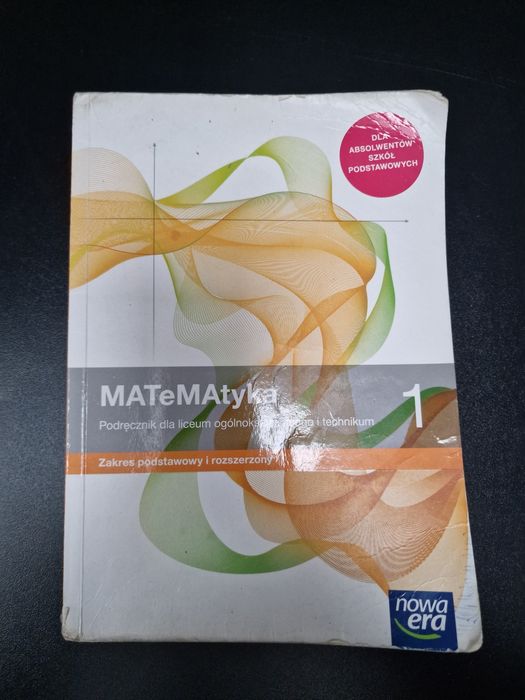 DLA
ABSOLWENTÓW
SZKÓŁ
PODSTAWOWYCH
MATeMAtyka
1
Podręcznik dla liceum i technikum
Zakres podstawowy i rozszerzony
nowa
era